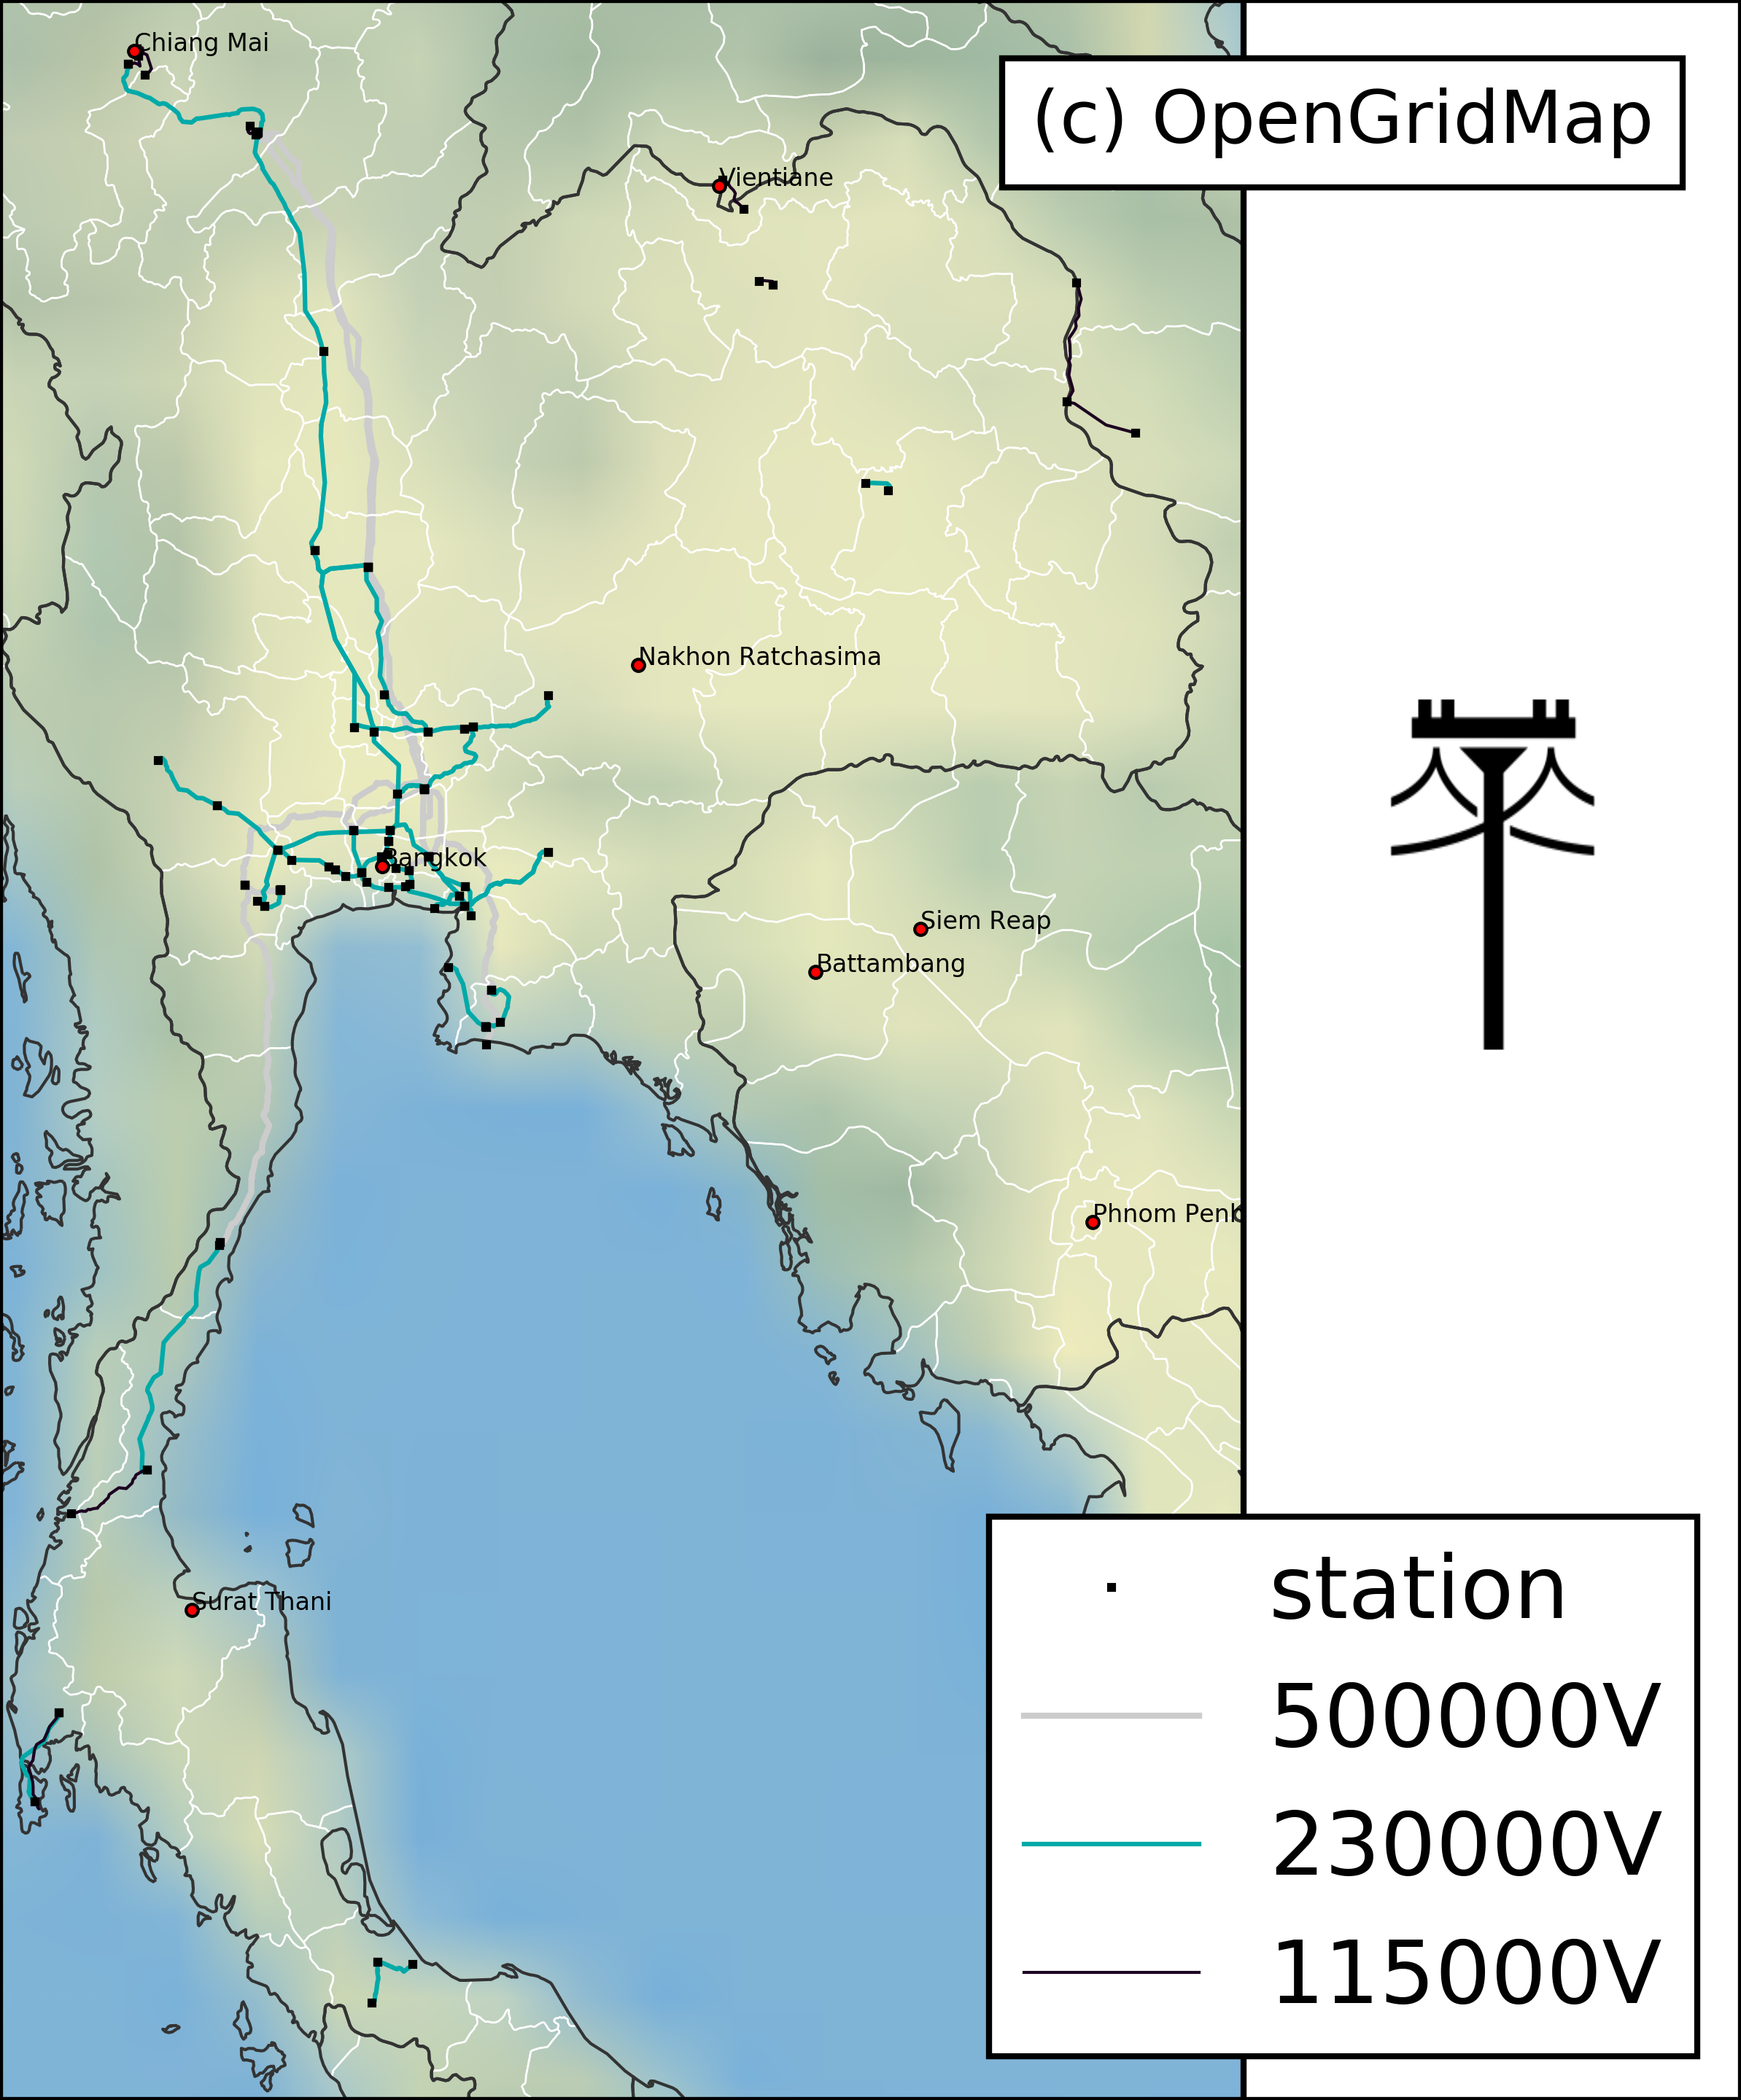 Chiang Mai
(c) OpenGridMap
Vientiane
Nakhon Ratchasima
Bangkok
Siem Reap
Battambang
Phnom Penh
Surat Thani
station
500000V
230000V
115000V